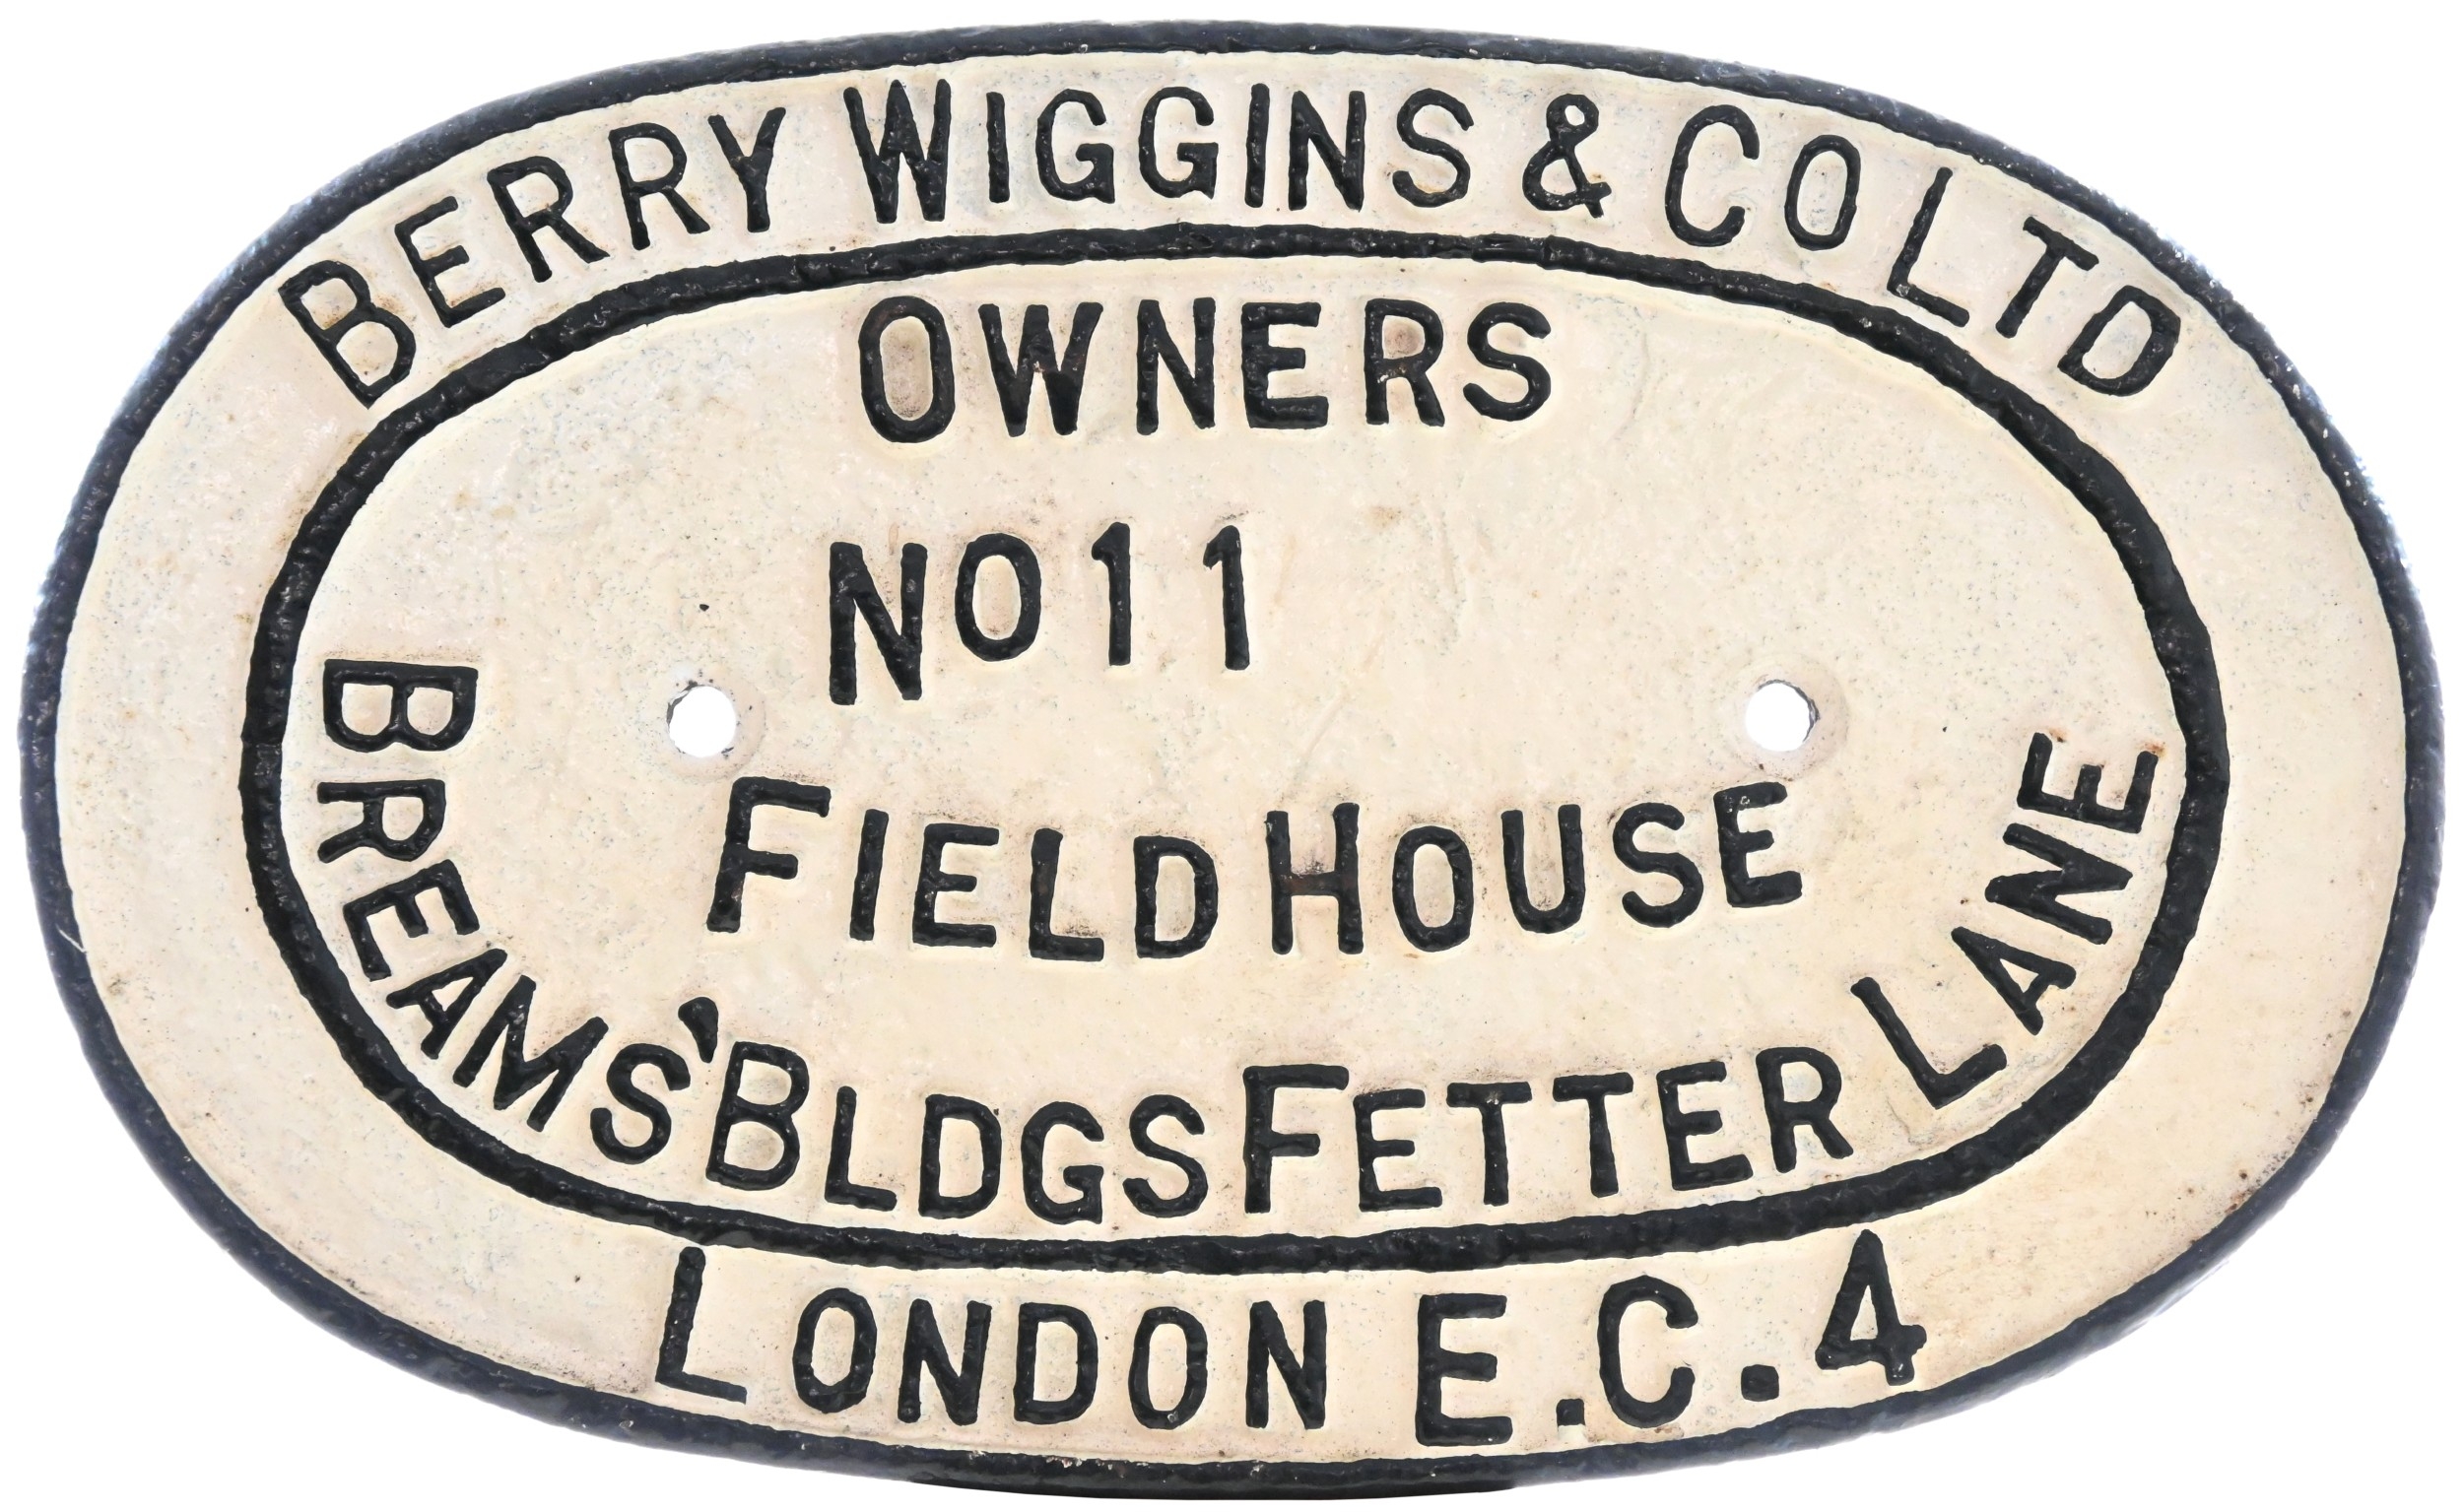 BERRY WIGGINS & CO LTD
OWNERS
NO 11
FIELD HOUSE
BREAMS' BLDGS FETTER LANE
LONDON E.C.4